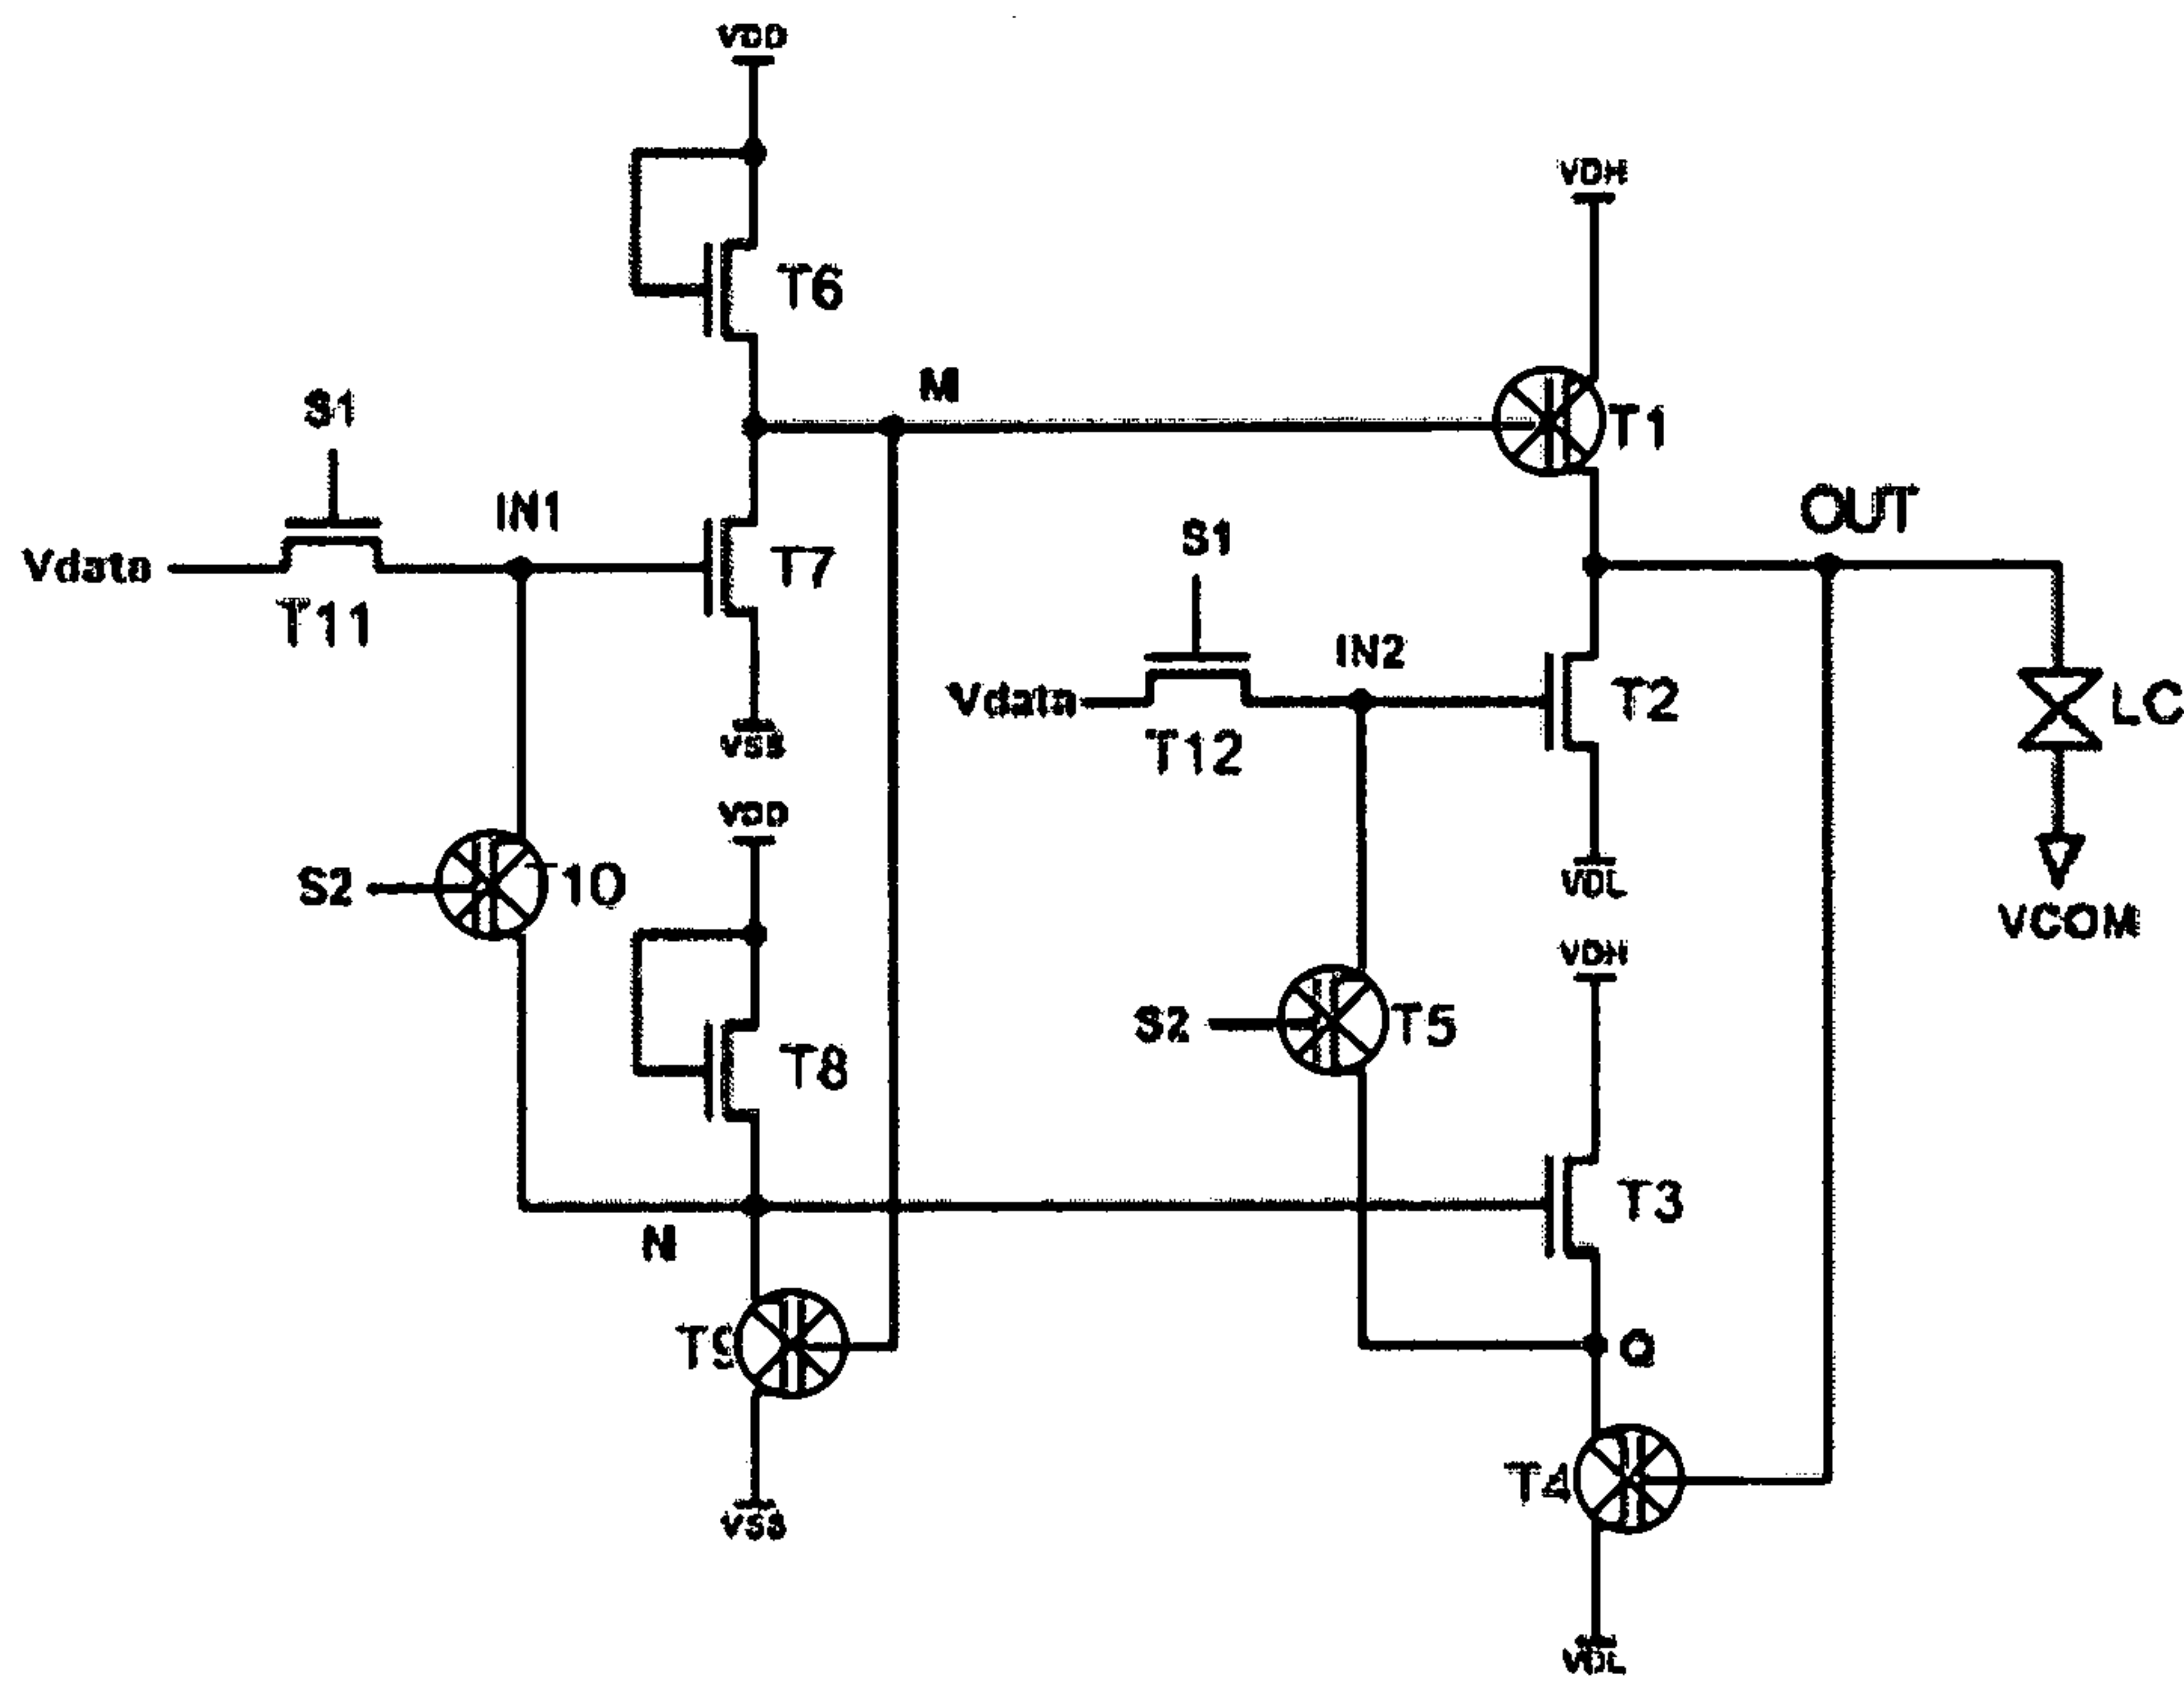 VDD
T6
VDH
M
T1
S1
IN1
OUT
Vdata
T11
T7
S1
VSS
Vdata
IN2
T12
T2
LC
VDD
VDL
VCOM
S2
T10
VDH
S2
T5
T8
T3
N
Q
T9
T4
VSS
VDL